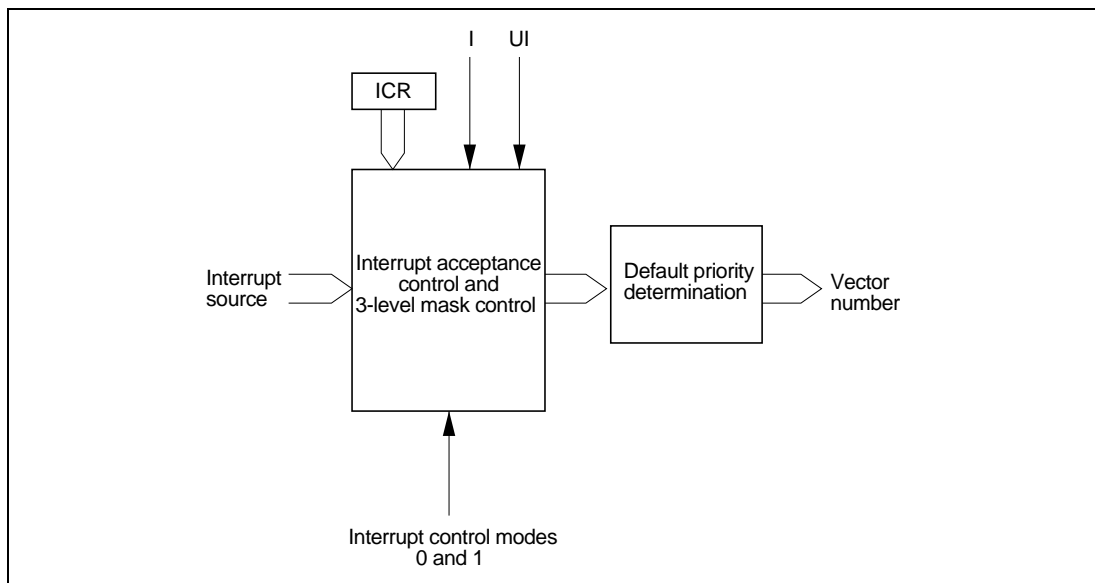 I UI
ICR
Interrupt acceptance
control and
3-level mask control
Interrupt
source
Default priority
determination
Vector
number
Interrupt control modes
0 and 1